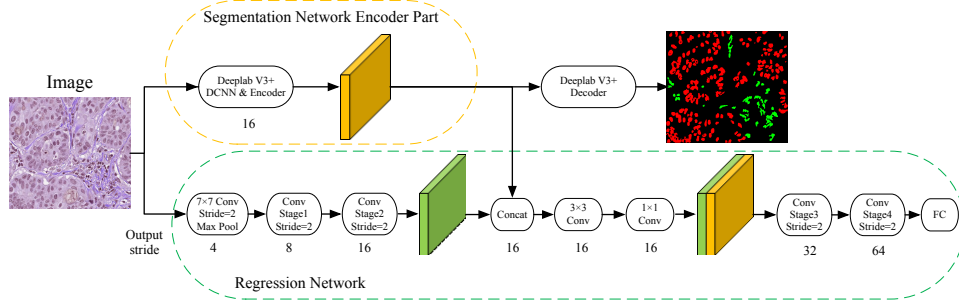 Segmentation Network Encoder Part
Image
Deeplab V3+
DCNN & Encoder
16
Deeplab V3+
Decoder
7×7 Conv
Stride=2
Max Pool
4
Conv
Stage1
Stride=2
8
Conv
Stage2
Stride=2
16
Concat
16
3×3
Conv
16
1×1
Conv
16
Conv
Stage3
Stride=2
32
Conv
Stage4
Stride=2
64
FC
Output
stride
Regression Network